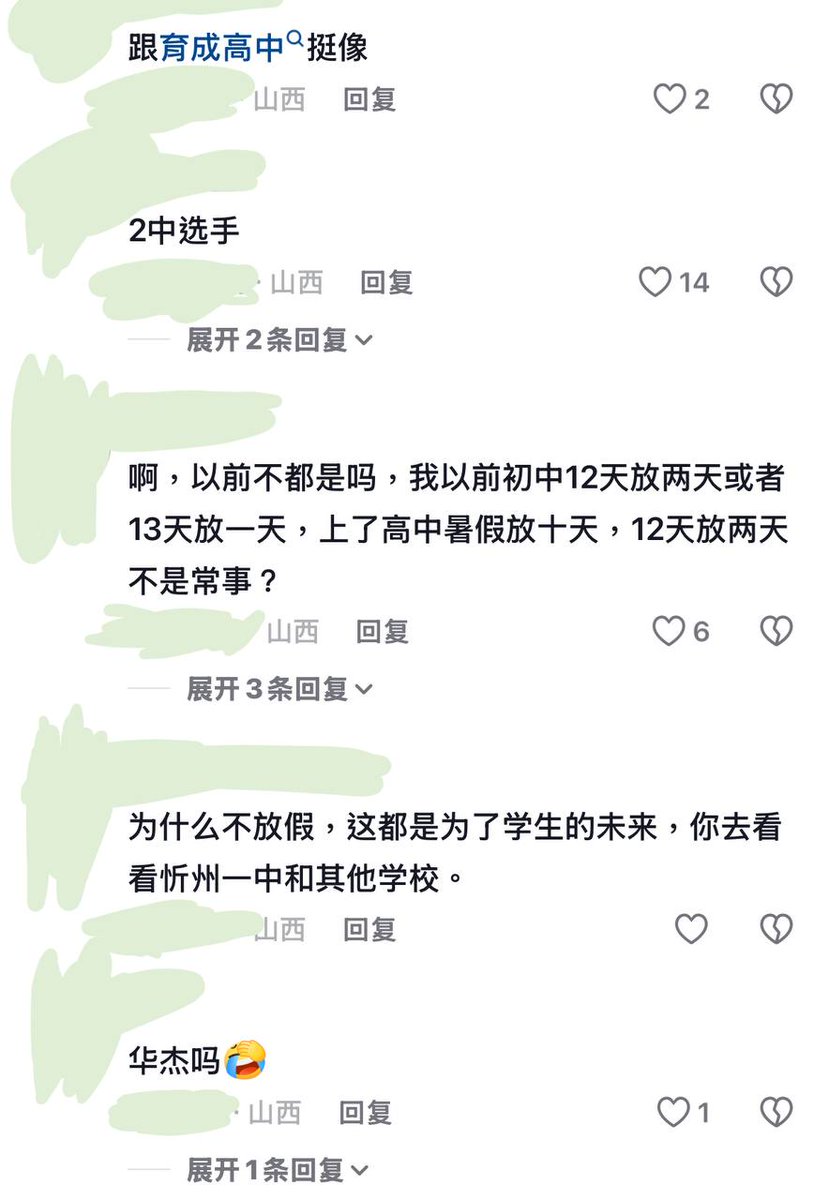 跟育成高中挺像
山西 回复 2
2中选手
· 山西 回复 14
展开2条回复
啊，以前不都是吗，我以前初中12天放两天或者
13天放一天，上了高中暑假放十天，12天放两天
不是常事？
山西 回复 6
展开3条回复
为什么不放假，这都是为了学生的未来，你去看
看忻州一中和其他学校。
山西 回复
华杰吗🤣
· 山西 回复 1
展开1条回复